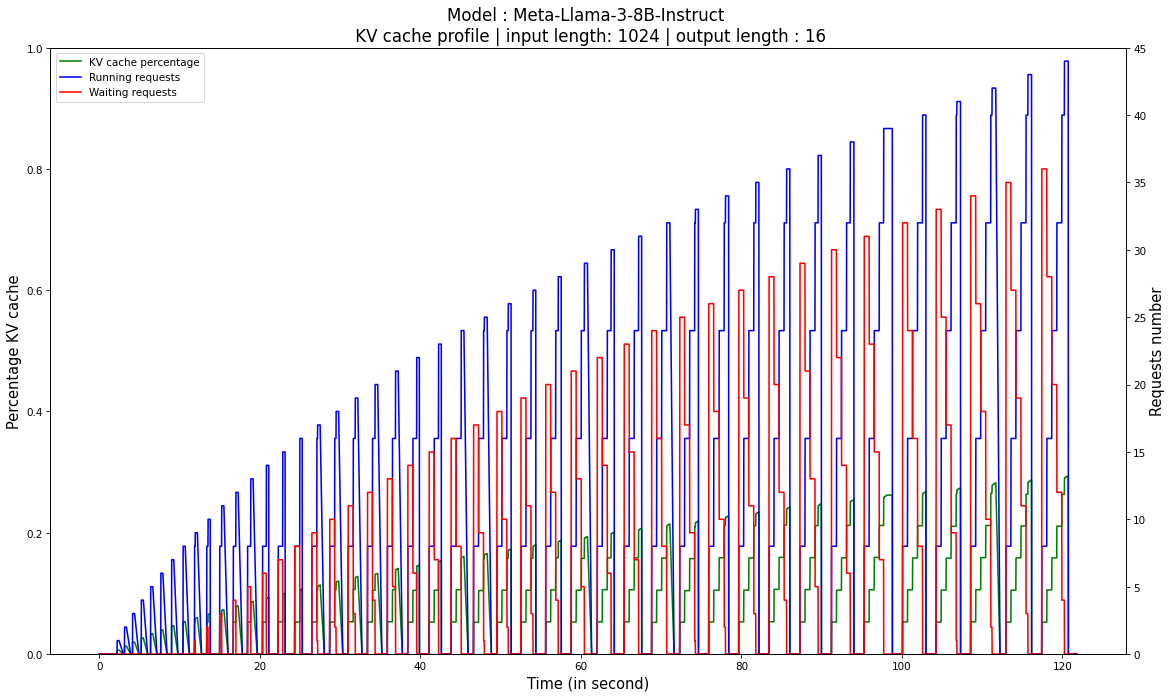 Model : Meta-Llama-3-8B-Instruct
KV cache profile | input length: 1024 | output length : 16
KV cache percentage
Running requests
Waiting requests
Percentage KV cache
1.0
0.8
0.6
0.4
0.2
0.0
45
40
35
30
25
20
15
10
5
0
Requests number
0 20 40 60 80 100 120
Time (in second)